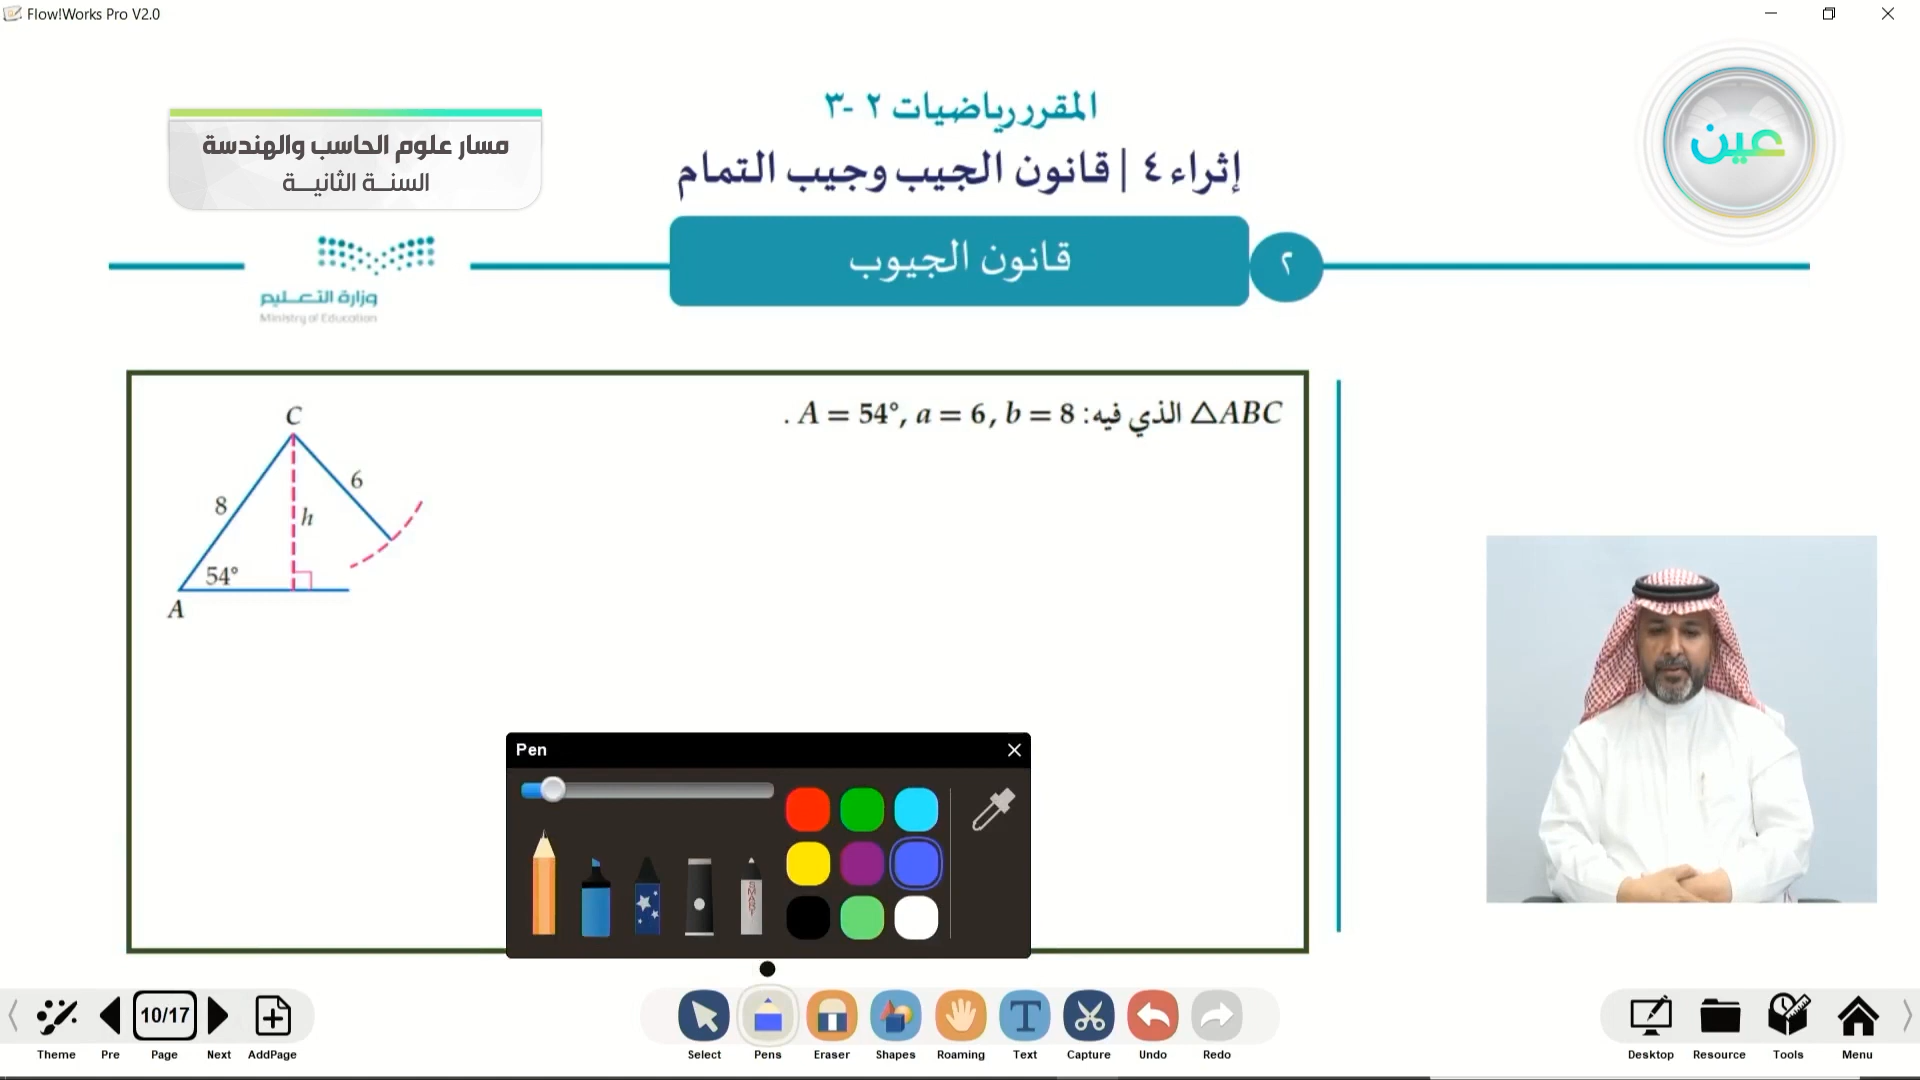 Flow!Works Pro V2.0
المقرر رياضيات ٢ -٣
إثراء ٤ | قانون الجيب وجيب التمام
مسار علوم الحاسب والهندسة
السنة الثانية
عين
وزارة التعليم
Ministry of Education
قانون الجيوب
٢
△ABC الذي فيه: A = 54°, a = 6, b = 8 .
C
8
6
h
54°
A
Pen
SMART
10/17
Theme
Pre
Page
Next
AddPage
Select
Pens
Eraser
Shapes
Roaming
Text
Capture
Undo
Redo
Desktop
Resource
Tools
Menu